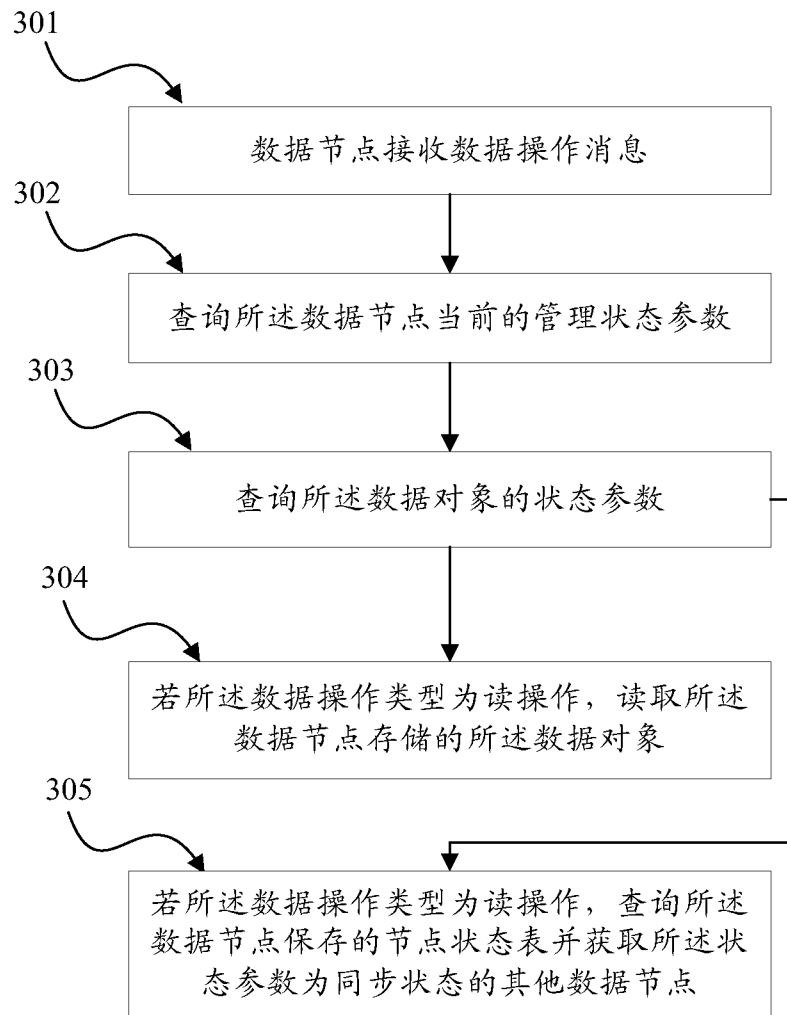 301
数据节点接收数据操作消息
302
查询所述数据节点当前的管理状态参数
303
查询所述数据对象的状态参数
304
若所述数据操作类型为读操作，读取所述
数据节点存储的所述数据对象
305
若所述数据操作类型为读操作，查询所述
数据节点保存的节点状态表并获取所述状
态参数为同步状态的其他数据节点